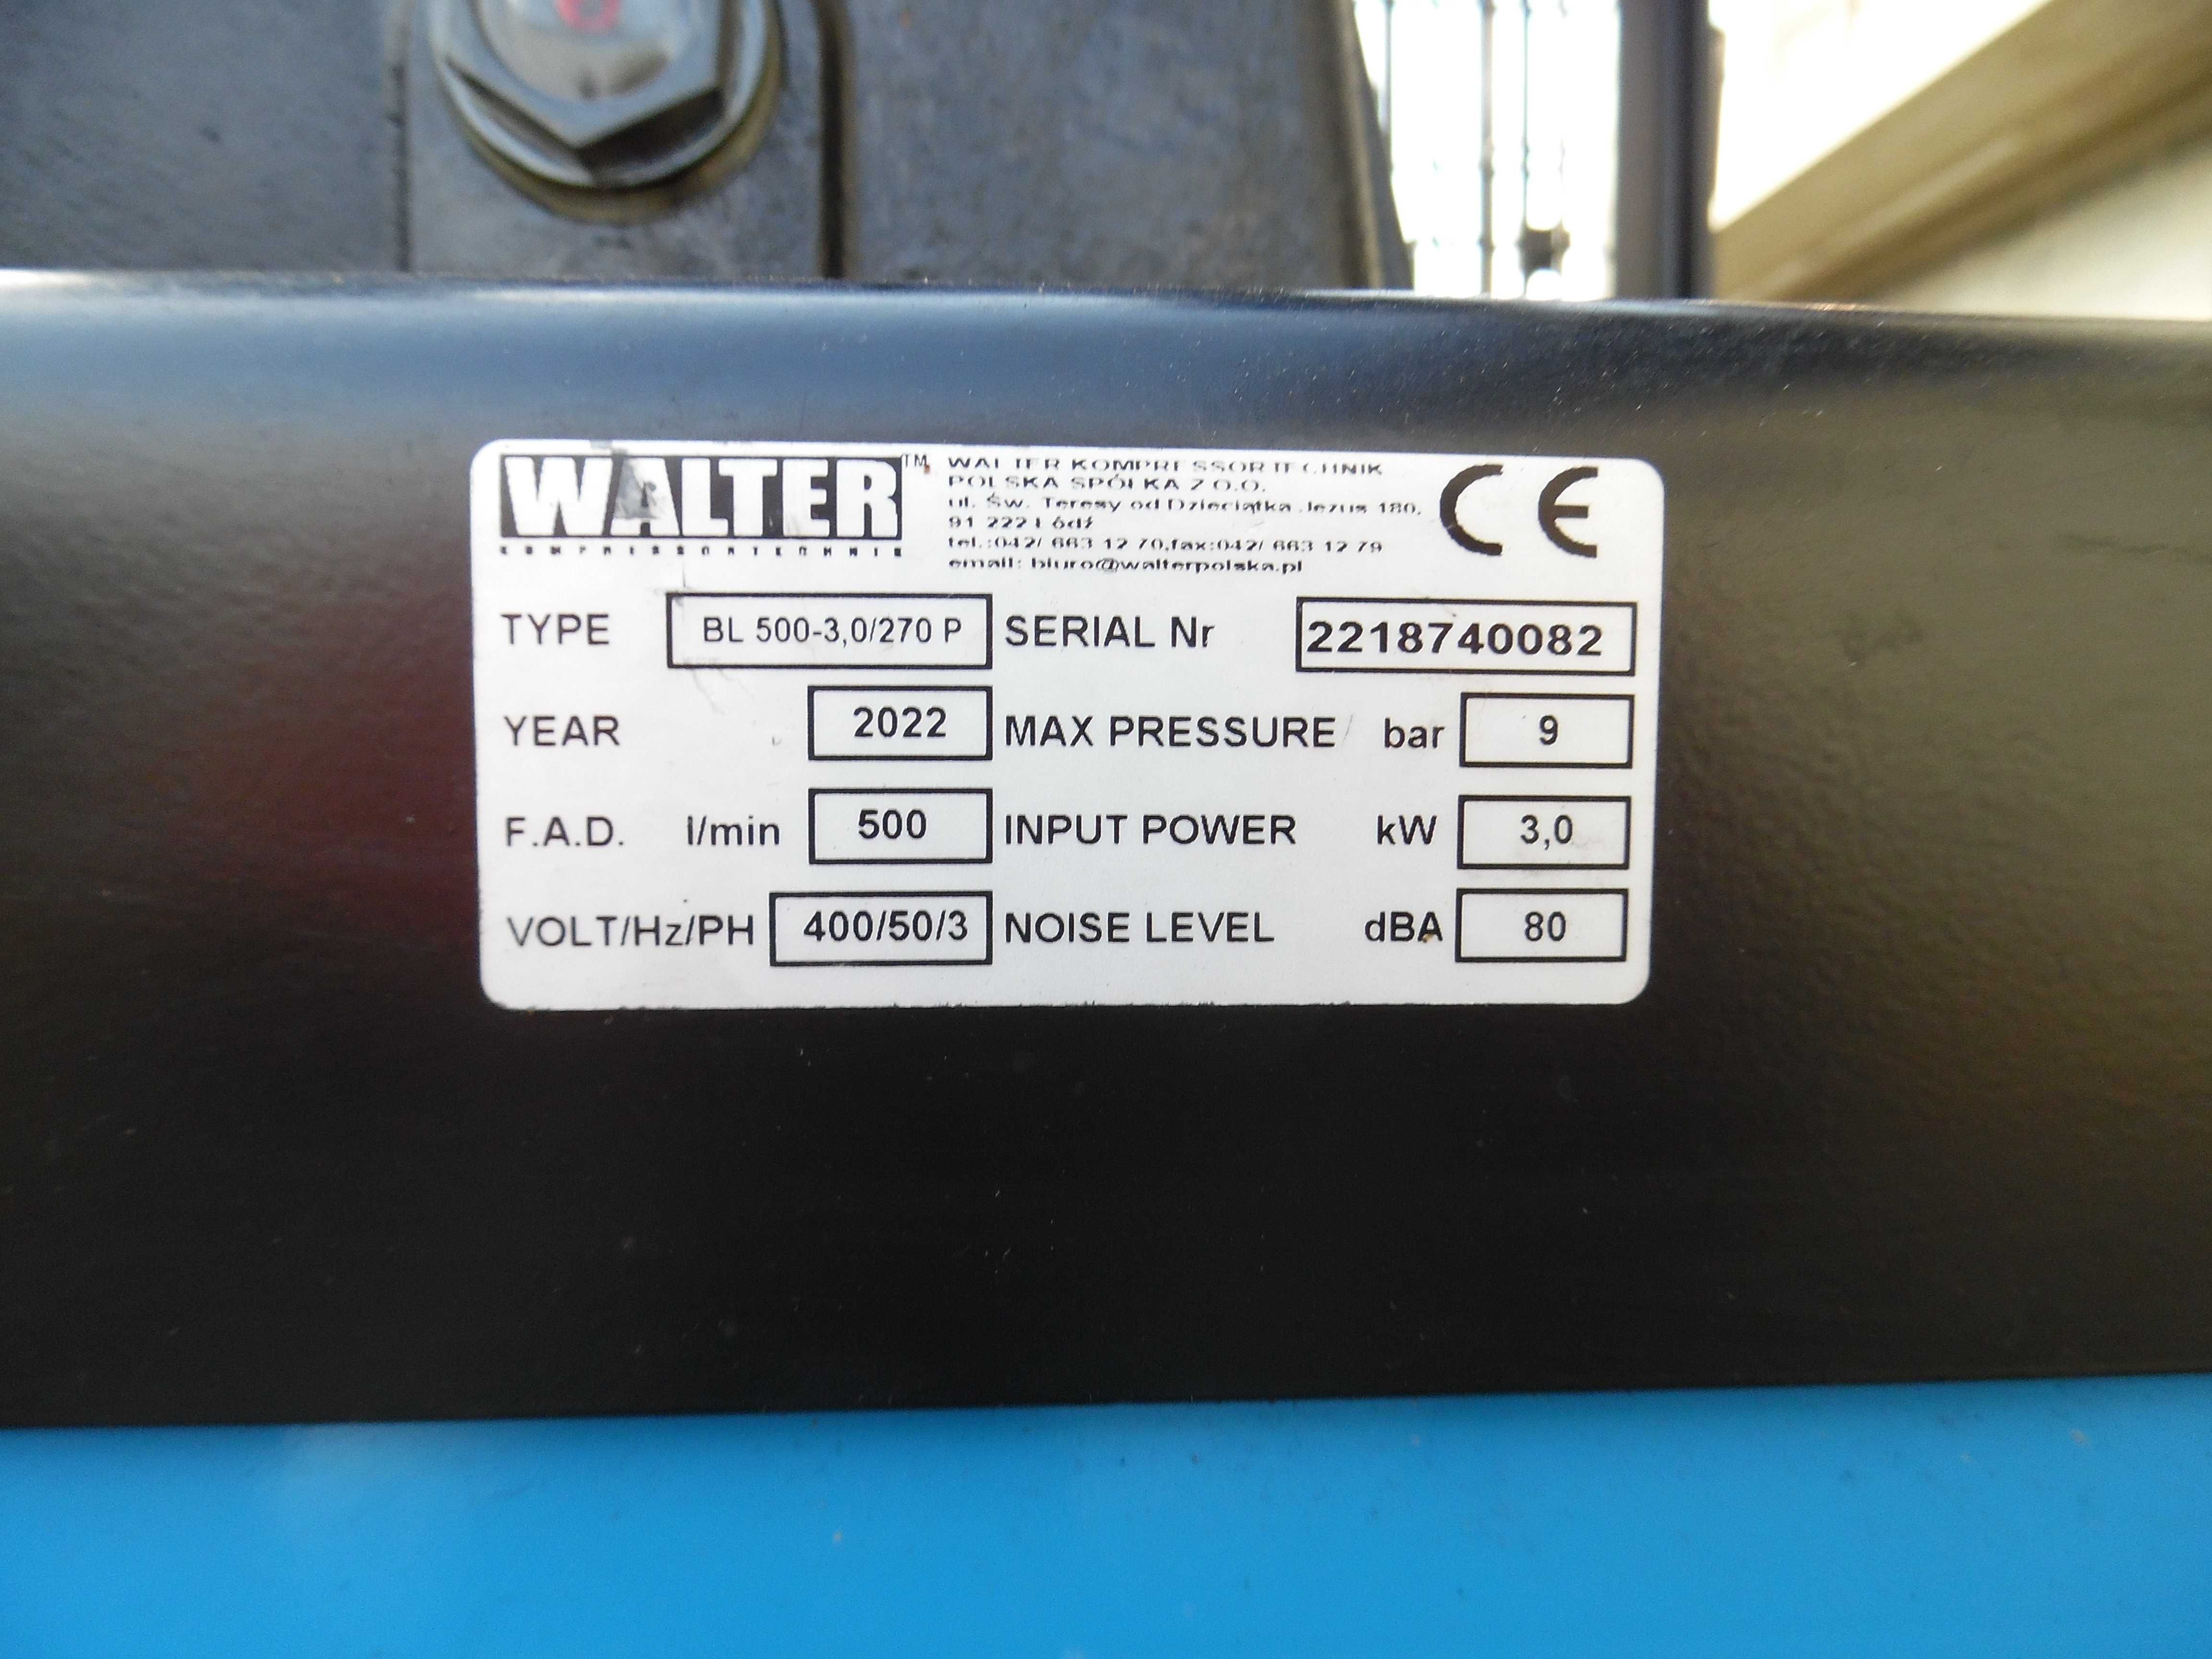 WALTER™
KOMPRESSORTECHNIK
WALTER KOMPRESSORTECHNIK
POLSKA SPÓŁKA Z O.O.
ul. Św. Teresy od Dzieciątka Jezus 180,
91 222 Łódź
tel.:042/ 663 12 70,fax:042/ 663 12 79
email: biuro@walterpolska.pl
CE
TYPE BL 500-3,0/270 P SERIAL Nr 2218740082
YEAR 2022 MAX PRESSURE bar 9
F.A.D. l/min 500 INPUT POWER kW 3,0
VOLT/Hz/PH 400/50/3 NOISE LEVEL dBA 80